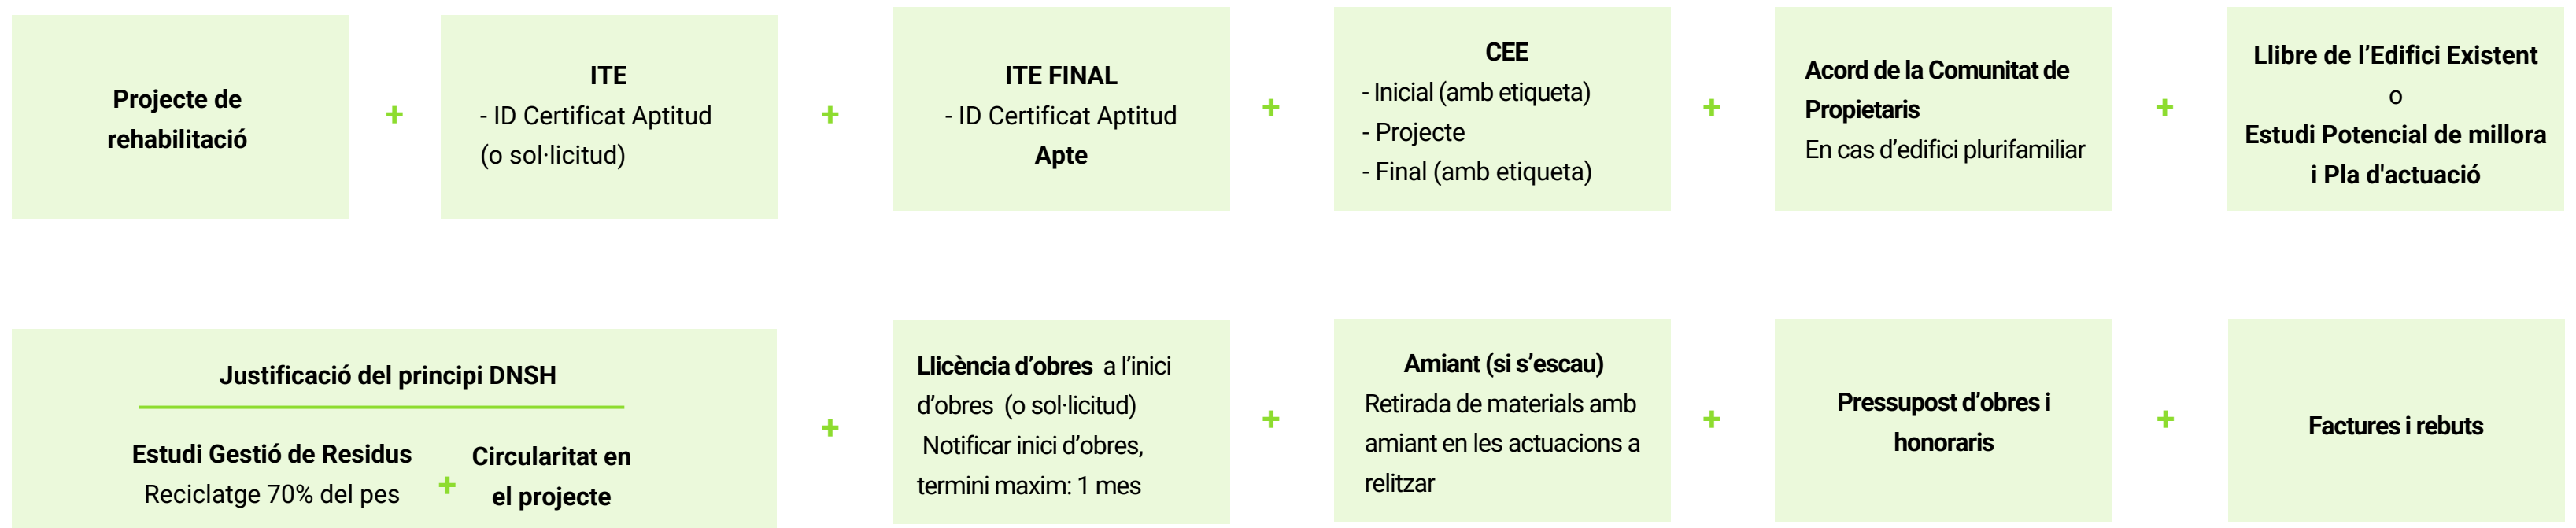 Projecte de
rehabilitació
+
ITE
- ID Certificat Aptitud
(o sol·licitud)
+
ITE FINAL
- ID Certificat Aptitud
Apte
+
CEE
- Inicial (amb etiqueta)
- Projecte
- Final (amb etiqueta)
+
Acord de la Comunitat de
Propietaris
En cas d’edifici plurifamiliar
+
Llibre de l’Edifici Existent
o
Estudi Potencial de millora
i Pla d'actuació
Justificació del principi DNSH
Estudi Gestió de Residus
Reciclatge 70% del pes
+
Circularitat en
el projecte
+
Llicència d’obres a l’inici
d’obres (o sol·licitud)
Notificar inici d’obres,
termini maxim: 1 mes
+
Amiant (si s’escau)
Retirada de materials amb
amiant en les actuacions a
relitzar
+
Pressupost d’obres i
honoraris
+
Factures i rebuts